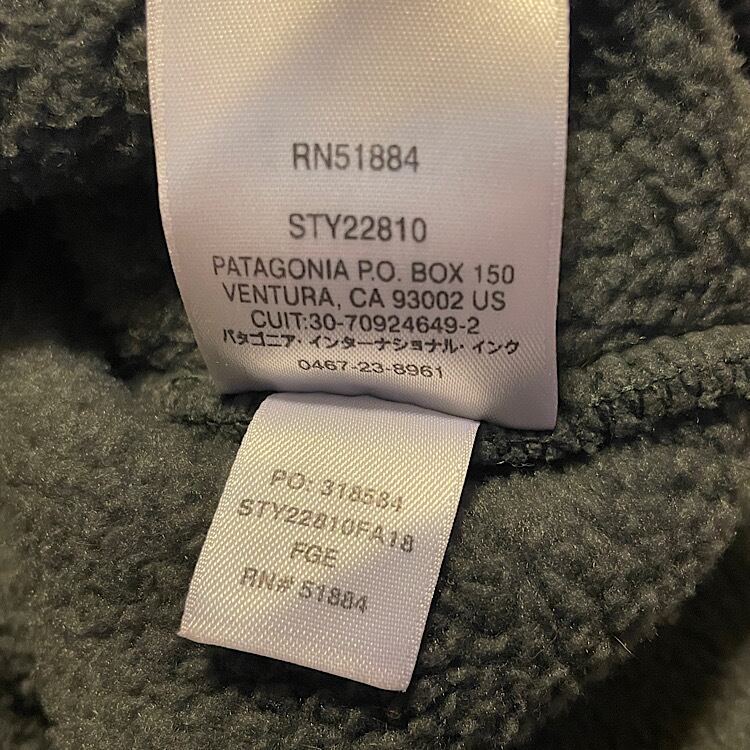 RN51884
STY22810
PATAGONIA P.O. BOX 150
VENTURA, CA 93002 US
CUIT:30-70924649-2
パタゴニア・インターナショナル・インク
0467-23-8961
PO: 318584
STY22810FA18
FGE
RN# 51884